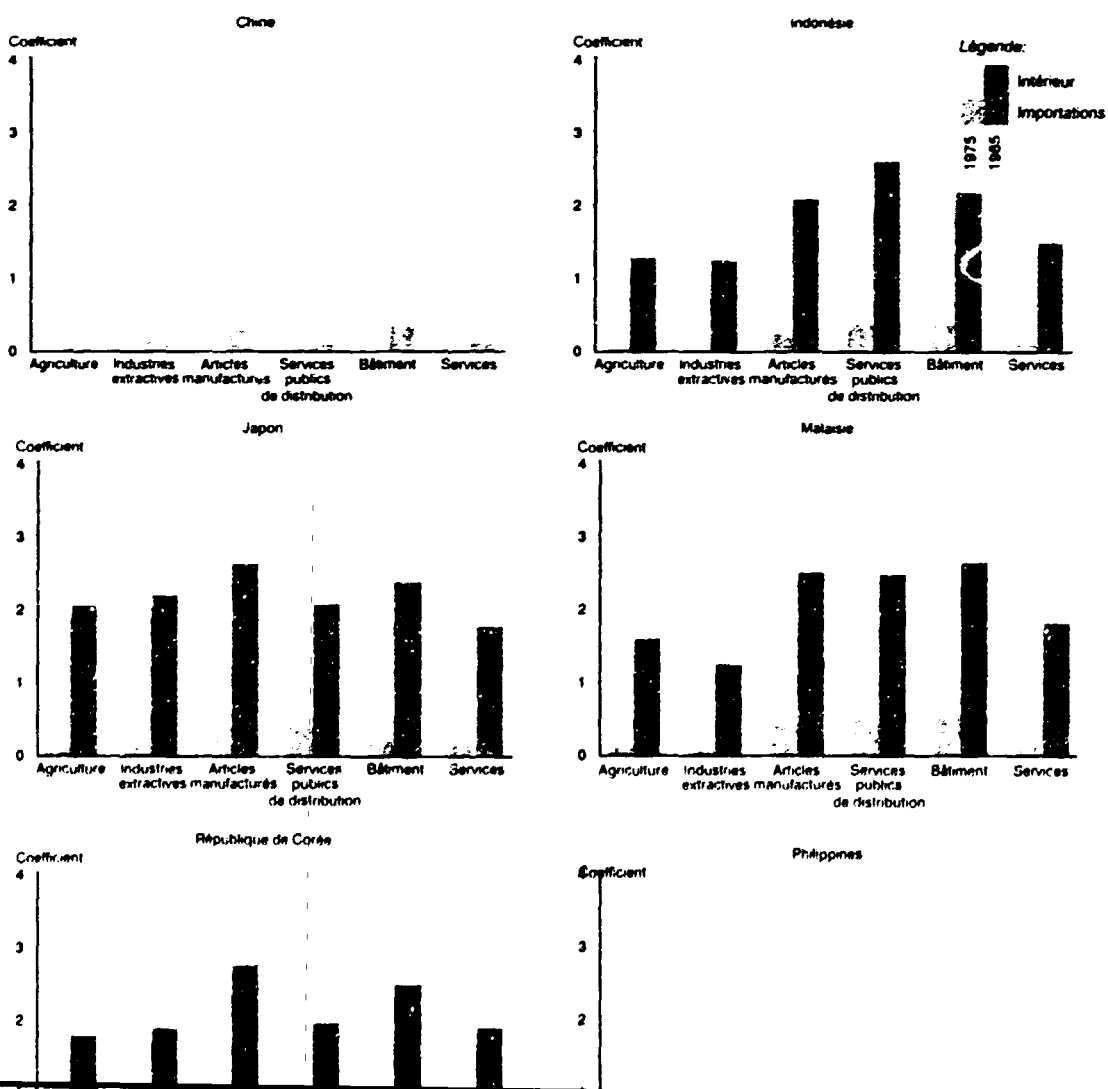 Chine
Coefficient
4
3
2
1
0
Agriculture Industries Articles Services Bâtiment Services
extractives manufacturés publics
de distribution
Indonésie
Coefficient
Légende:
Intérieur
Importations
1975
1985
4
3
2
1
0
Agriculture Industries Articles Services Bâtiment Services
extractives manufacturés publics
de distribution
Japon
Coefficient
4
3
2
1
0
Agriculture Industries Articles Services Bâtiment Services
extractives manufacturés publics
de distribution
Malaisie
Coefficient
4
3
2
1
0
Agriculture Industries Articles Services Bâtiment Services
extractives manufacturés publics
de distribution
République de Corée
Coefficient
4
3
2
Philippines
Coefficient
3
2